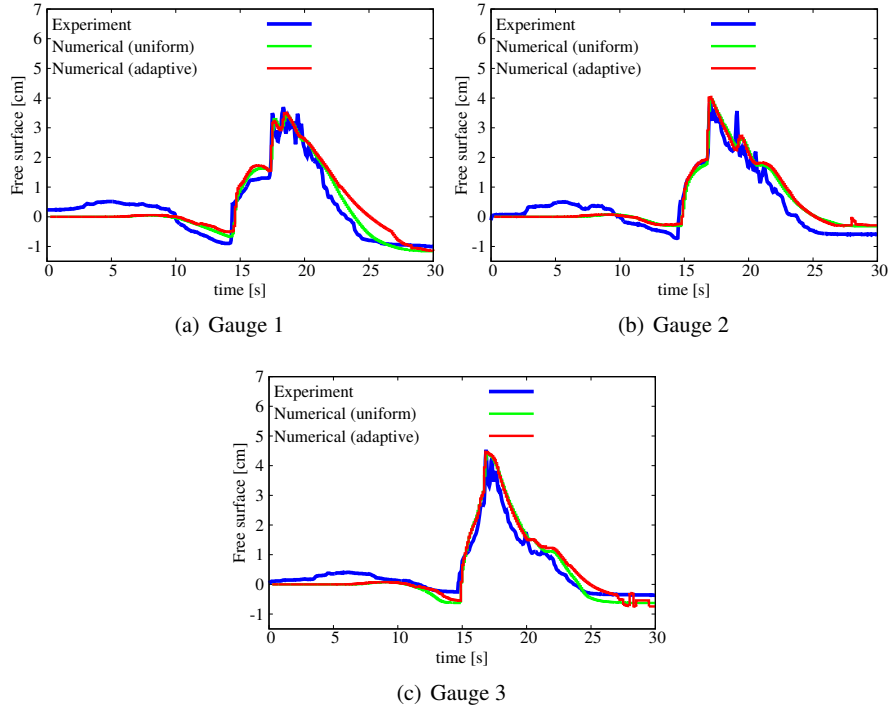 7
6
5
4
3
2
1
0
-1
Free surface [cm]
Experiment
Numerical (uniform)
Numerical (adaptive)
0 5 10 15 20 25 30
time [s]
(a) Gauge 1
7
6
5
4
3
2
1
0
-1
Free surface [cm]
Experiment
Numerical (uniform)
Numerical (adaptive)
0 5 10 15 20 25 30
time [s]
(b) Gauge 2
7
6
5
4
3
2
1
0
-1
Free surface [cm]
Experiment
Numerical (uniform)
Numerical (adaptive)
0 5 10 15 20 25 30
time [s]
(c) Gauge 3